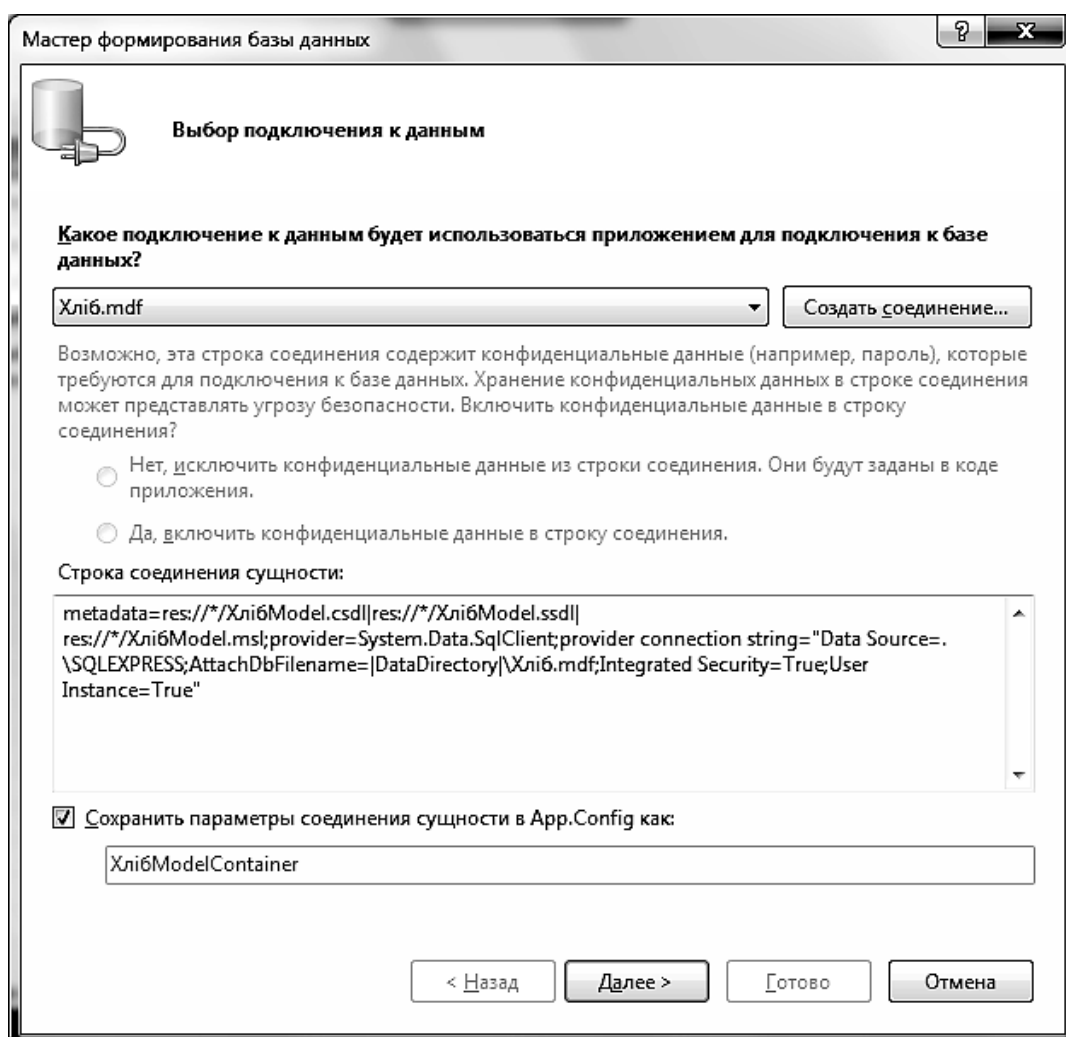 Мастер формирования базы данных
Выбор подключения к данным
Какое подключение к данным будет использоваться приложением для подключения к базе
данных?
Хліб.mdf
Создать соединение...
Возможно, эта строка соединения содержит конфиденциальные данные (например, пароль), которые
требуются для подключения к базе данных. Хранение конфиденциальных данных в строке соединения
может представлять угрозу безопасности. Включить конфиденциальные данные в строку
соединения?
Нет, исключить конфиденциальные данные из строки соединения. Они будут заданы в коде
приложения.
Да, включить конфиденциальные данные в строку соединения.
Строка соединения сущности:
metadata=res://*/ХлібModel.csdl|res://*/ХлібModel.ssdl|
res://*/ХлібModel.msl;provider=System.Data.SqlClient;provider connection string="Data Source=.
\SQLEXPRESS;AttachDbFilename=|DataDirectory|\Хліб.mdf;Integrated Security=True;User
Instance=True"
Сохранить параметры соединения сущности в App.Config как:
ХлібModelContainer
< Назад
Далее >
Готово
Отмена